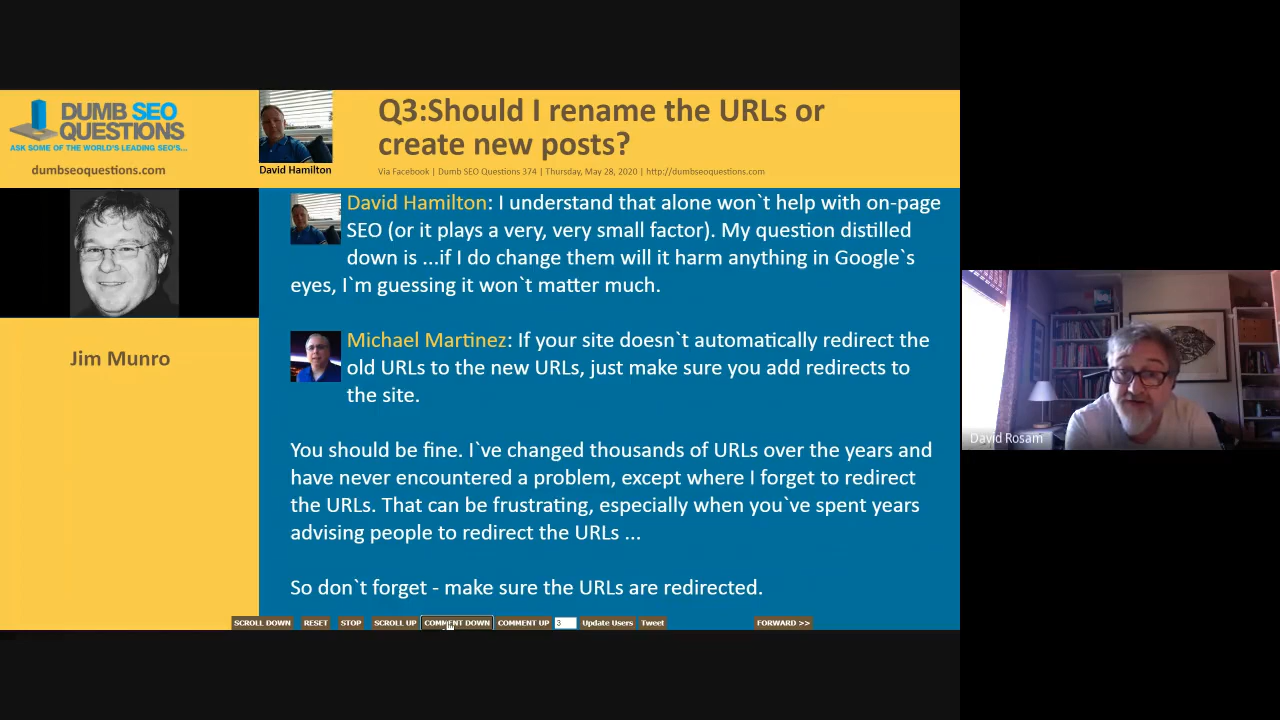 DUMB SEO
QUESTIONS
ASK SOME OF THE WORLD'S LEADING SEO'S...
dumbseoquestions.com
David Hamilton
Q3:Should I rename the URLs or
create new posts?
Via Facebook | Dumb SEO Questions 374 | Thursday, May 28, 2020 | http://dumbseoquestions.com
Jim Munro
David Hamilton: I understand that alone won`t help with on-page
SEO (or it plays a very, very small factor). My question distilled
down is ...if I do change them will it harm anything in Google`s
eyes, I`m guessing it won`t matter much.
Michael Martinez: If your site doesn`t automatically redirect the
old URLs to the new URLs, just make sure you add redirects to
the site.
You should be fine. I`ve changed thousands of URLs over the years and
have never encountered a problem, except where I forget to redirect
the URLs. That can be frustrating, especially when you`ve spent years
advising people to redirect the URLs ...
So don`t forget - make sure the URLs are redirected.
SCROLL DOWN RESET STOP SCROLL UP COMMENT DOWN COMMENT UP 3 Update Users Tweet FORWARD >>
David Rosam